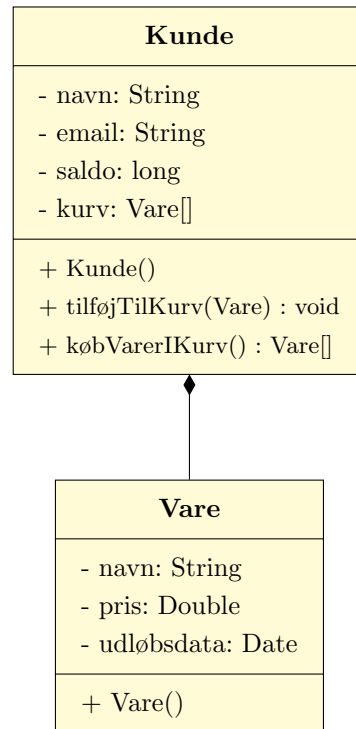 Kunde
- navn: String
- email: String
- saldo: long
- kurv: Vare[]
+ Kunde()
+ tilføjTilKurv(Vare) : void
+ købVarerIKurv() : Vare[]
Vare
- navn: String
- pris: Double
- udløbsdata: Date
+ Vare()